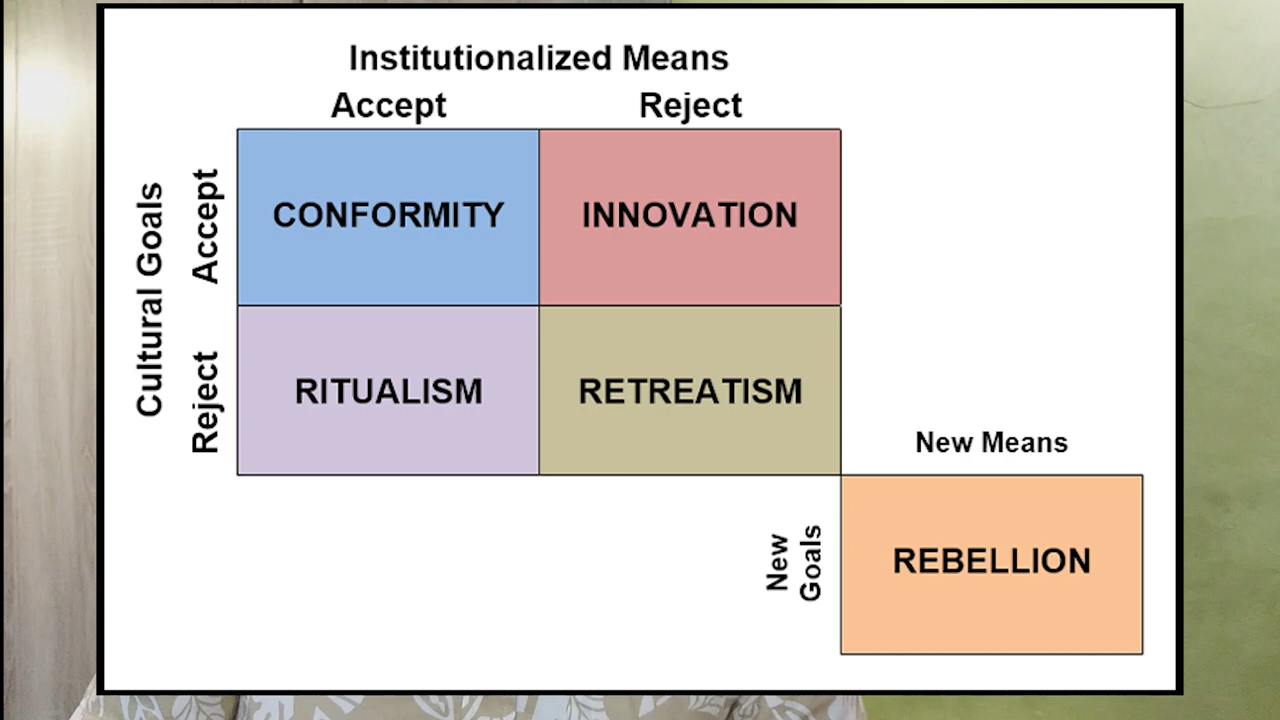 Institutionalized Means
Accept Reject
Cultural Goals
Accept
CONFORMITY INNOVATION
Reject
RITUALISM RETREATISM
New Means
New
Goals
REBELLION